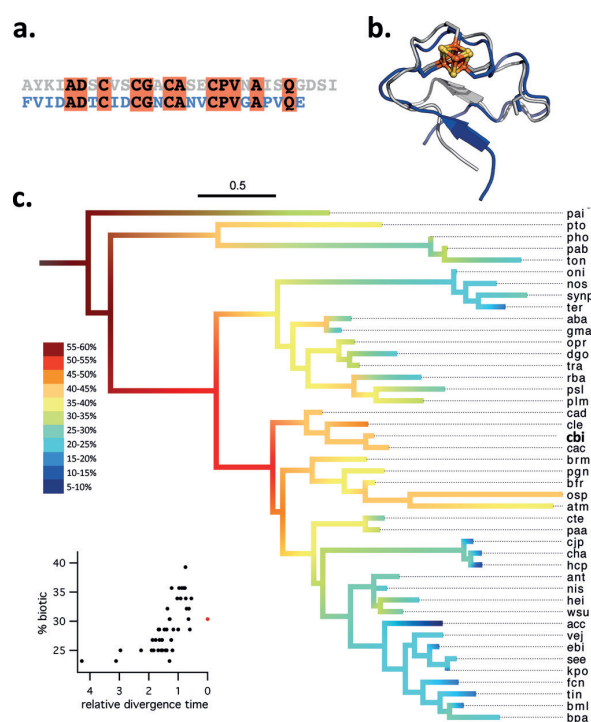 a.
b.
AYKIADSCVSCGACASECPVNAISQGDSI
FVIDADTCIDCGNCANVCPVGAPVQE
0.5
c.
pai
pto
pho
pab
ton
oni
nos
synp
ter
aba
gma
opr
dgo
tra
rba
psl
plm
cad
cle
cbi
cac
brm
pgn
bfr
osp
atm
cte
paa
cjp
cha
hcp
ant
nis
hei
wsu
acc
vej
ebi
see
kpo
fcn
tin
bml
bpa
55-60%
50-55%
45-50%
40-45%
35-40%
30-35%
25-30%
20-25%
15-20%
10-15%
5-10%
% biotic
40
35
30
25
4 3 2 1 0
relative divergence time